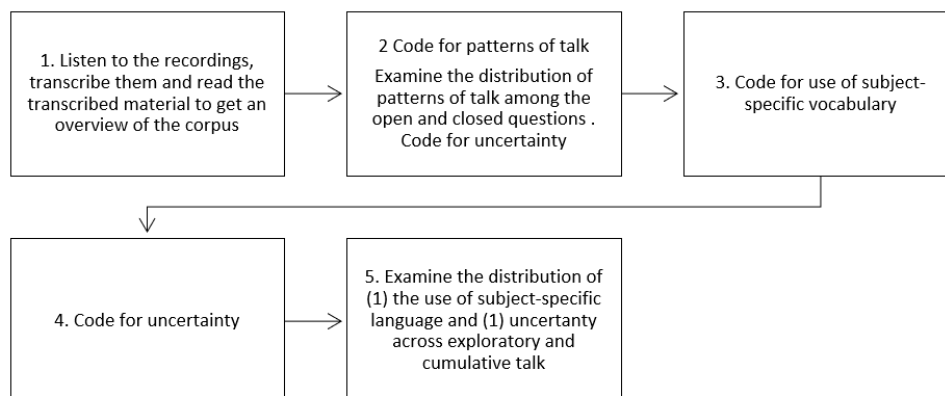 1. Listen to the recordings,
transcribe them and read the
transcribed material to get an
overview of the corpus
2 Code for patterns of talk
Examine the distribution of
patterns of talk among the
open and closed questions .
Code for uncertainty
3. Code for use of subject-
specific vocabulary
4. Code for uncertainty
5. Examine the distribution of
(1) the use of subject-specific
language and (1) uncertanty
across exploratory and
cumulative talk